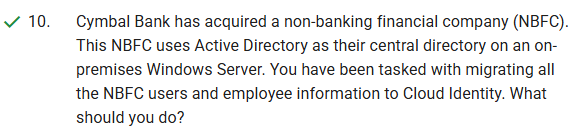 10. Cymbal Bank has acquired a non-banking financial company (NBFC).
This NBFC uses Active Directory as their central directory on an on-
premises Windows Server. You have been tasked with migrating all
the NBFC users and employee information to Cloud Identity. What
should you do?